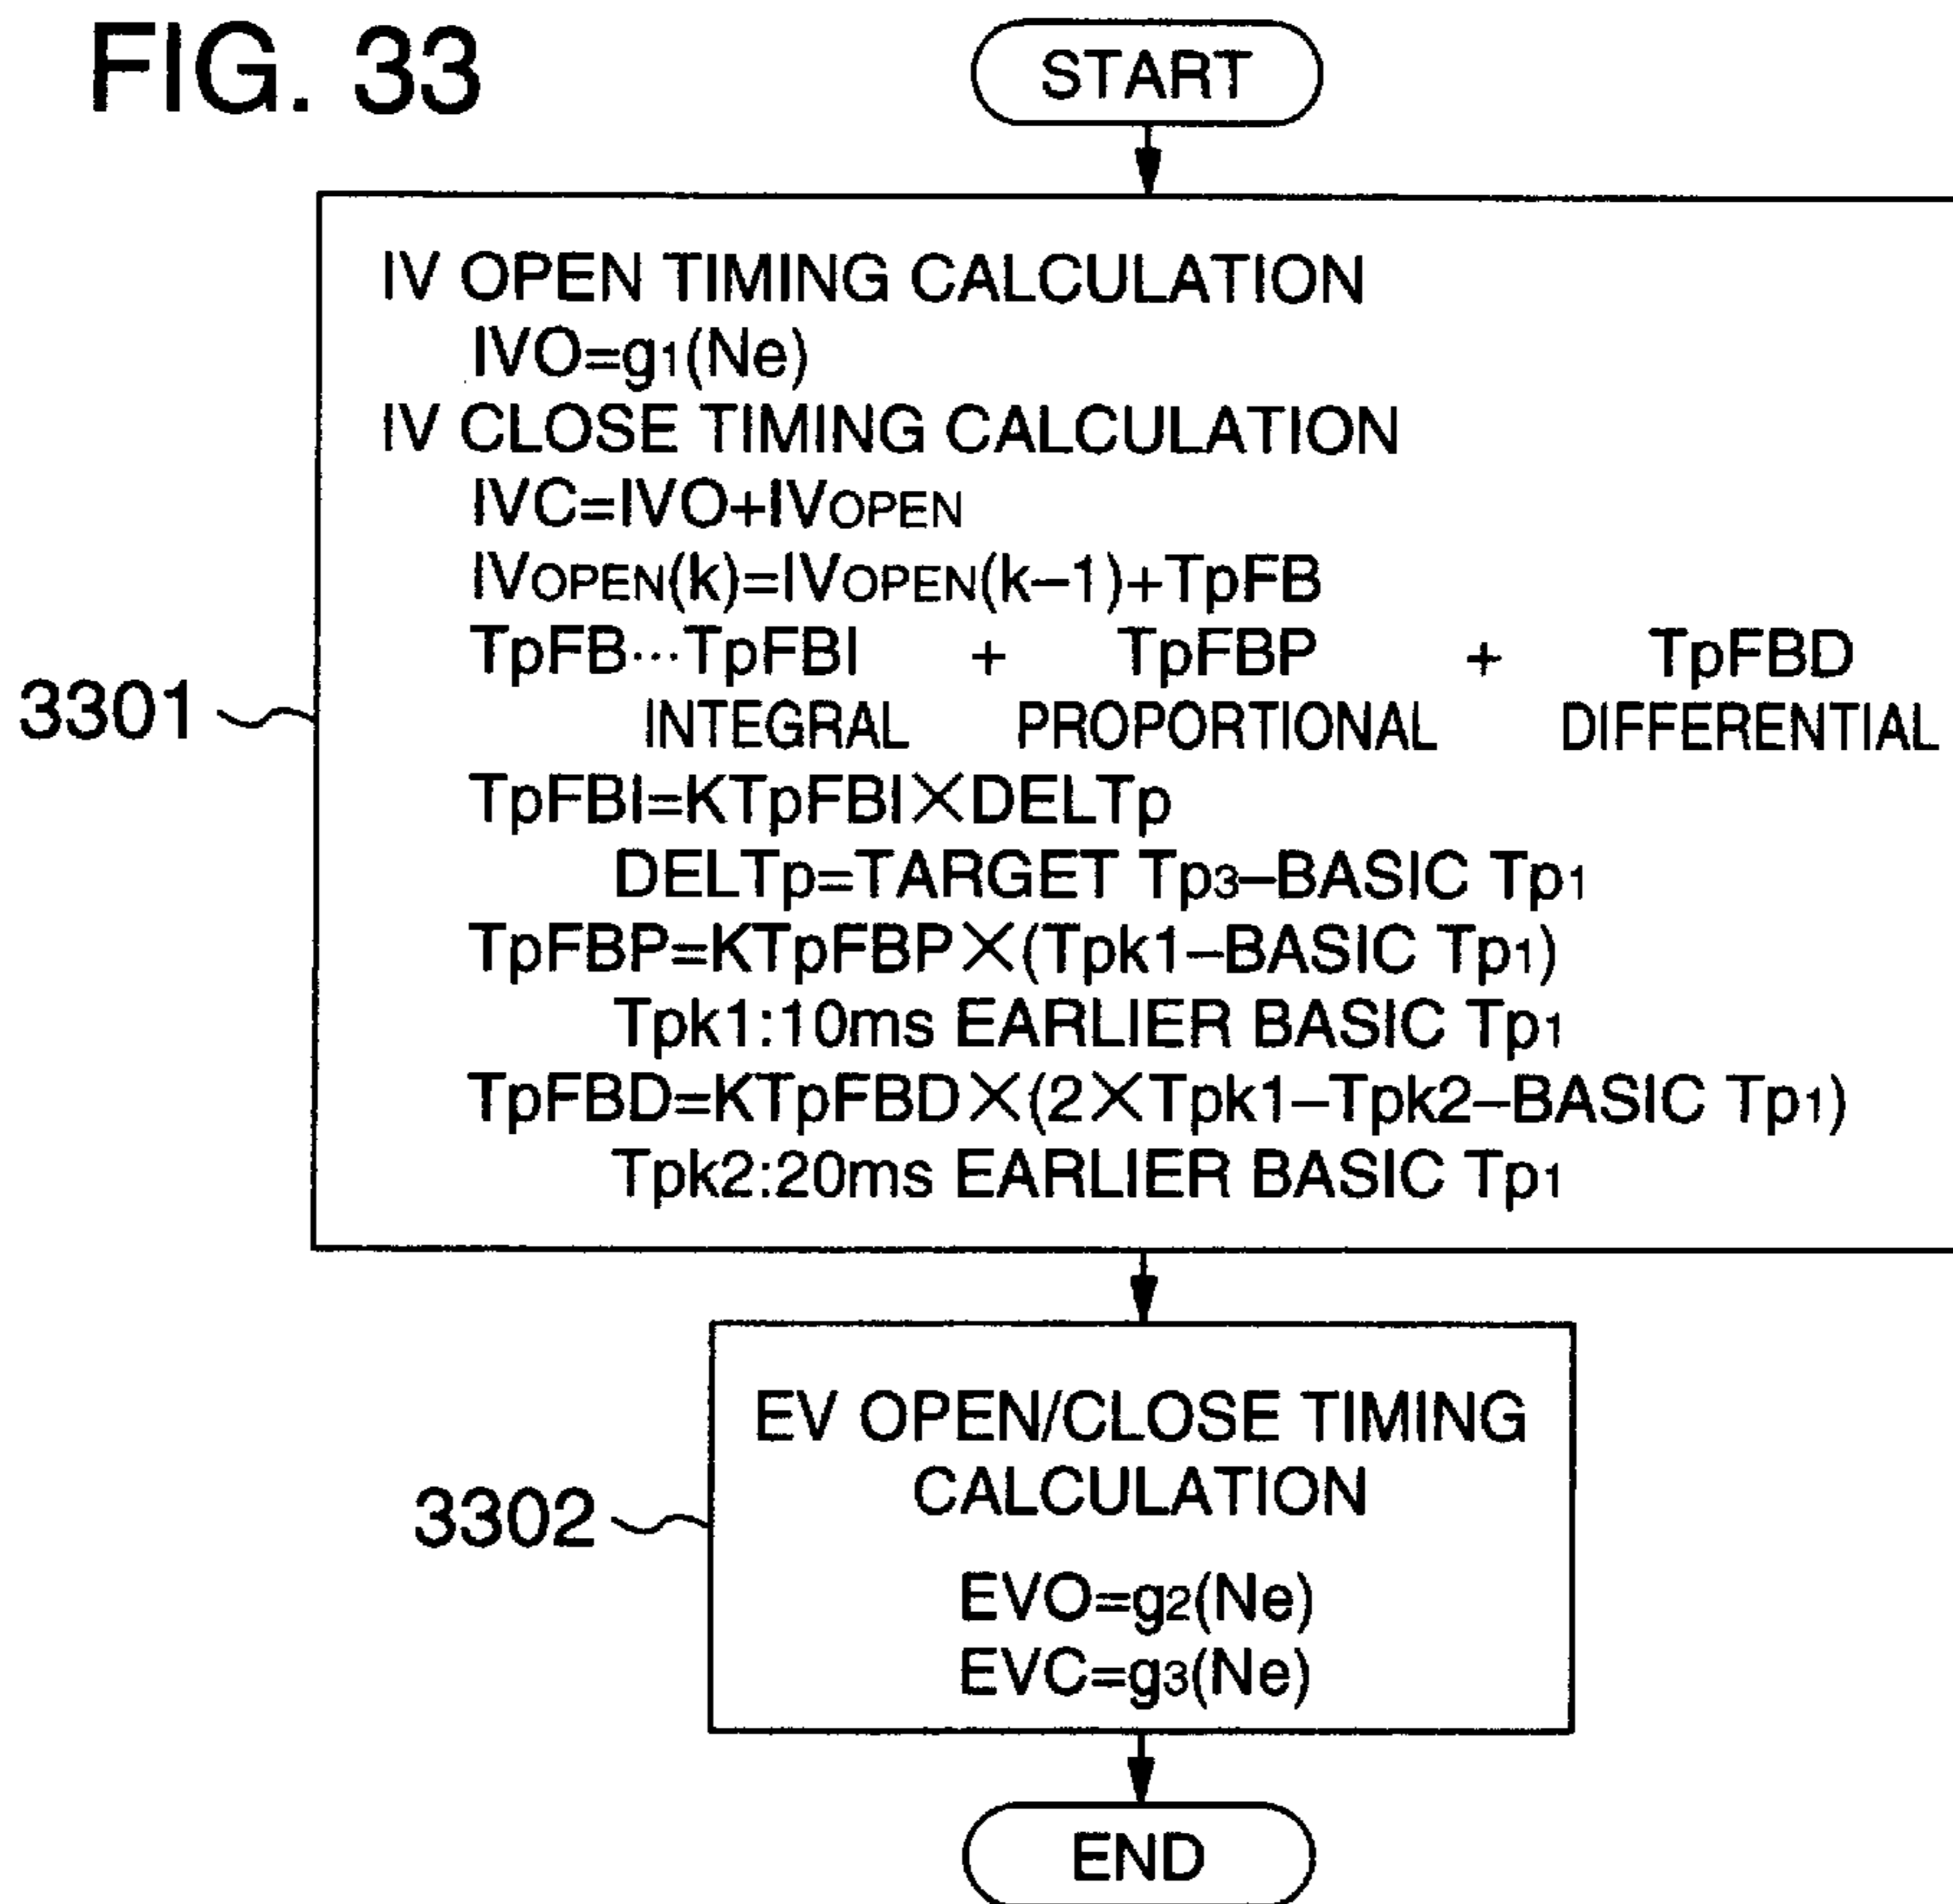 FIG. 33
START
IV OPEN TIMING CALCULATION
IVO=g1(Ne)
IV CLOSE TIMING CALCULATION
IVC=IVO+IVOPEN
IVOPEN(k)=IVOPEN(k-1)+TpFB
TpFB···TpFBI + TpFBP + TpFBD
INTEGRAL PROPORTIONAL DIFFERENTIAL
3301
TpFBI=KTpFBI×DELTp
DELTp=TARGET Tp3-BASIC Tp1
TpFBP=KTpFBP×(Tpk1-BASIC Tp1)
Tpk1:10ms EARLIER BASIC Tp1
TpFBD=KTpFBD×(2×Tpk1-Tpk2-BASIC Tp1)
Tpk2:20ms EARLIER BASIC Tp1
EV OPEN/CLOSE TIMING
CALCULATION
3302
EVO=g2(Ne)
EVC=g3(Ne)
END